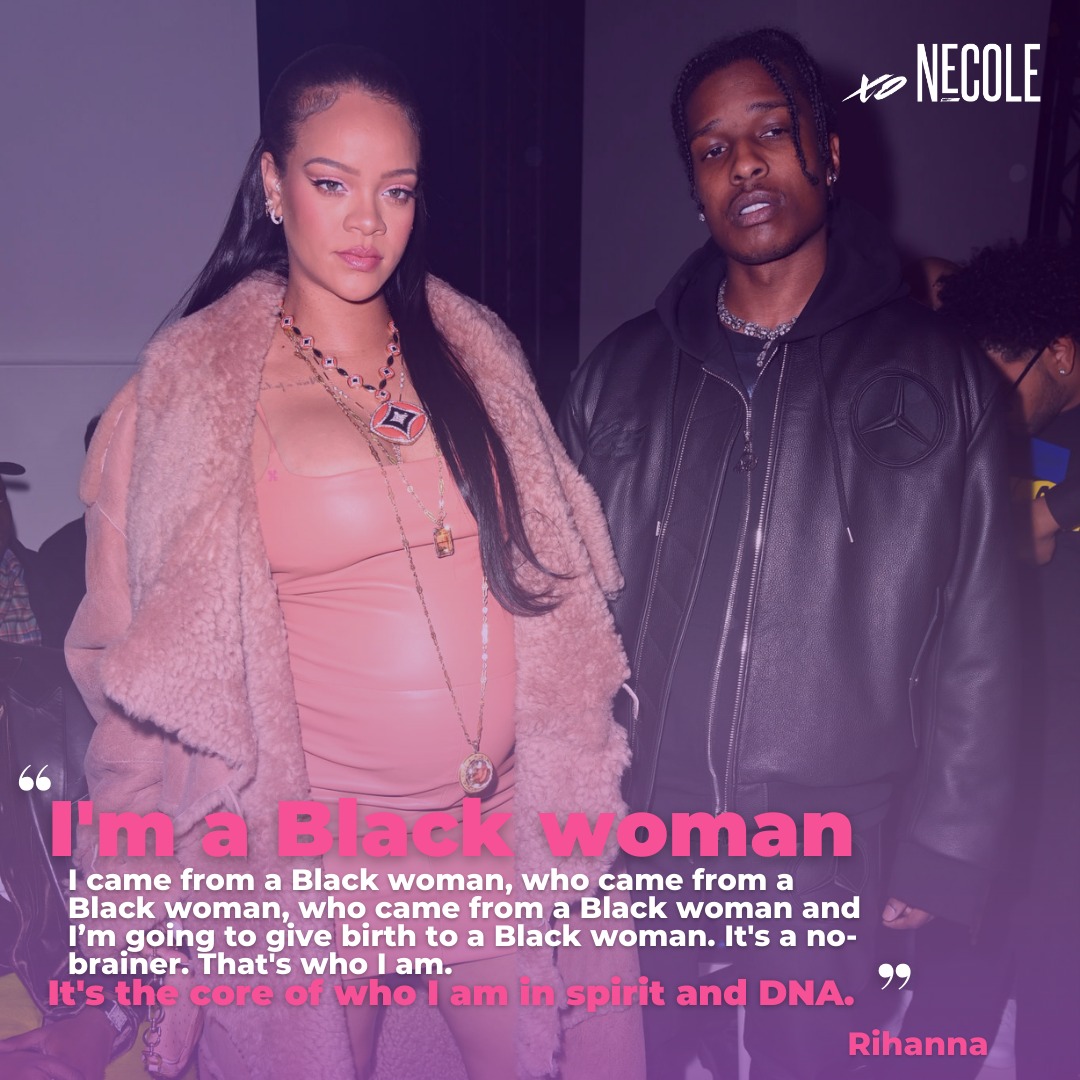 xo NECOLE
“
I'm a Black woman
I came from a Black woman, who came from a
Black woman, who came from a Black woman and
I’m going to give birth to a Black woman. It's a no-
brainer. That's who I am.
It's the core of who I am in spirit and DNA.
”
Rihanna